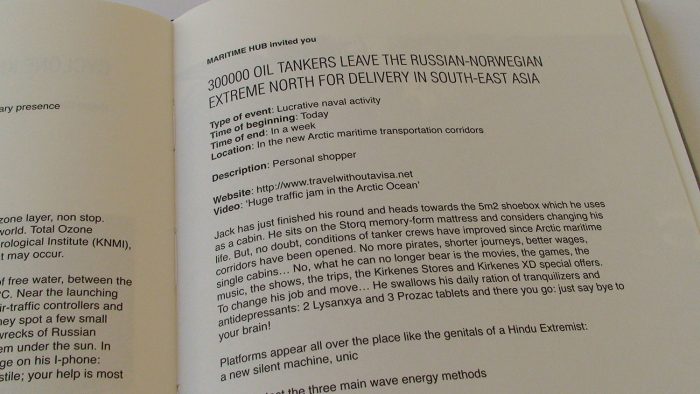 ary presence
zone layer, non stop.
world. Total Ozone
rological Institute (KNMI),
t may occur.
of free water, between the
°C. Near the launching
ir-traffic controllers and
hey spot a few small
wrecks of Russian
em under the sun. In
ge on his I-phone:
stile; your help is most
MARITIME HUB invited you
300000 OIL TANKERS LEAVE THE RUSSIAN-NORWEGIAN
EXTREME NORTH FOR DELIVERY IN SOUTH-EAST ASIA
Type of event: Lucrative naval activity
Time of beginning: Today
Time of end: In a week
Location: In the new Arctic maritime transportation corridors
Description: Personal shopper
Website: http://www.travelwithoutavisa.net
Video: 'Huge traffic jam in the Arctic Ocean'
Jack has just finished his round and heads towards the 5m2 shoebox which he uses
as a cabin. He sits on the Storq memory-form mattress and considers changing his
life. But, no doubt, conditions of tanker crews have improved since Arctic maritime
corridors have been opened. No more pirates, shorter journeys, better wages,
single cabins… No, what he can no longer bear is the movies, the games, the
music, the shows, the trips, the Kirkenes Stores and Kirkenes XD special offers.
To change his job and move… He swallows his daily ration of tranquilizers and
antidepressants: 2 Lysanxya and 3 Prozac tablets and there you go: just say bye to
your brain!
Platforms appear all over the place like the genitals of a Hindu Extremist:
a new silent machine, unic
the three main wave energy methods